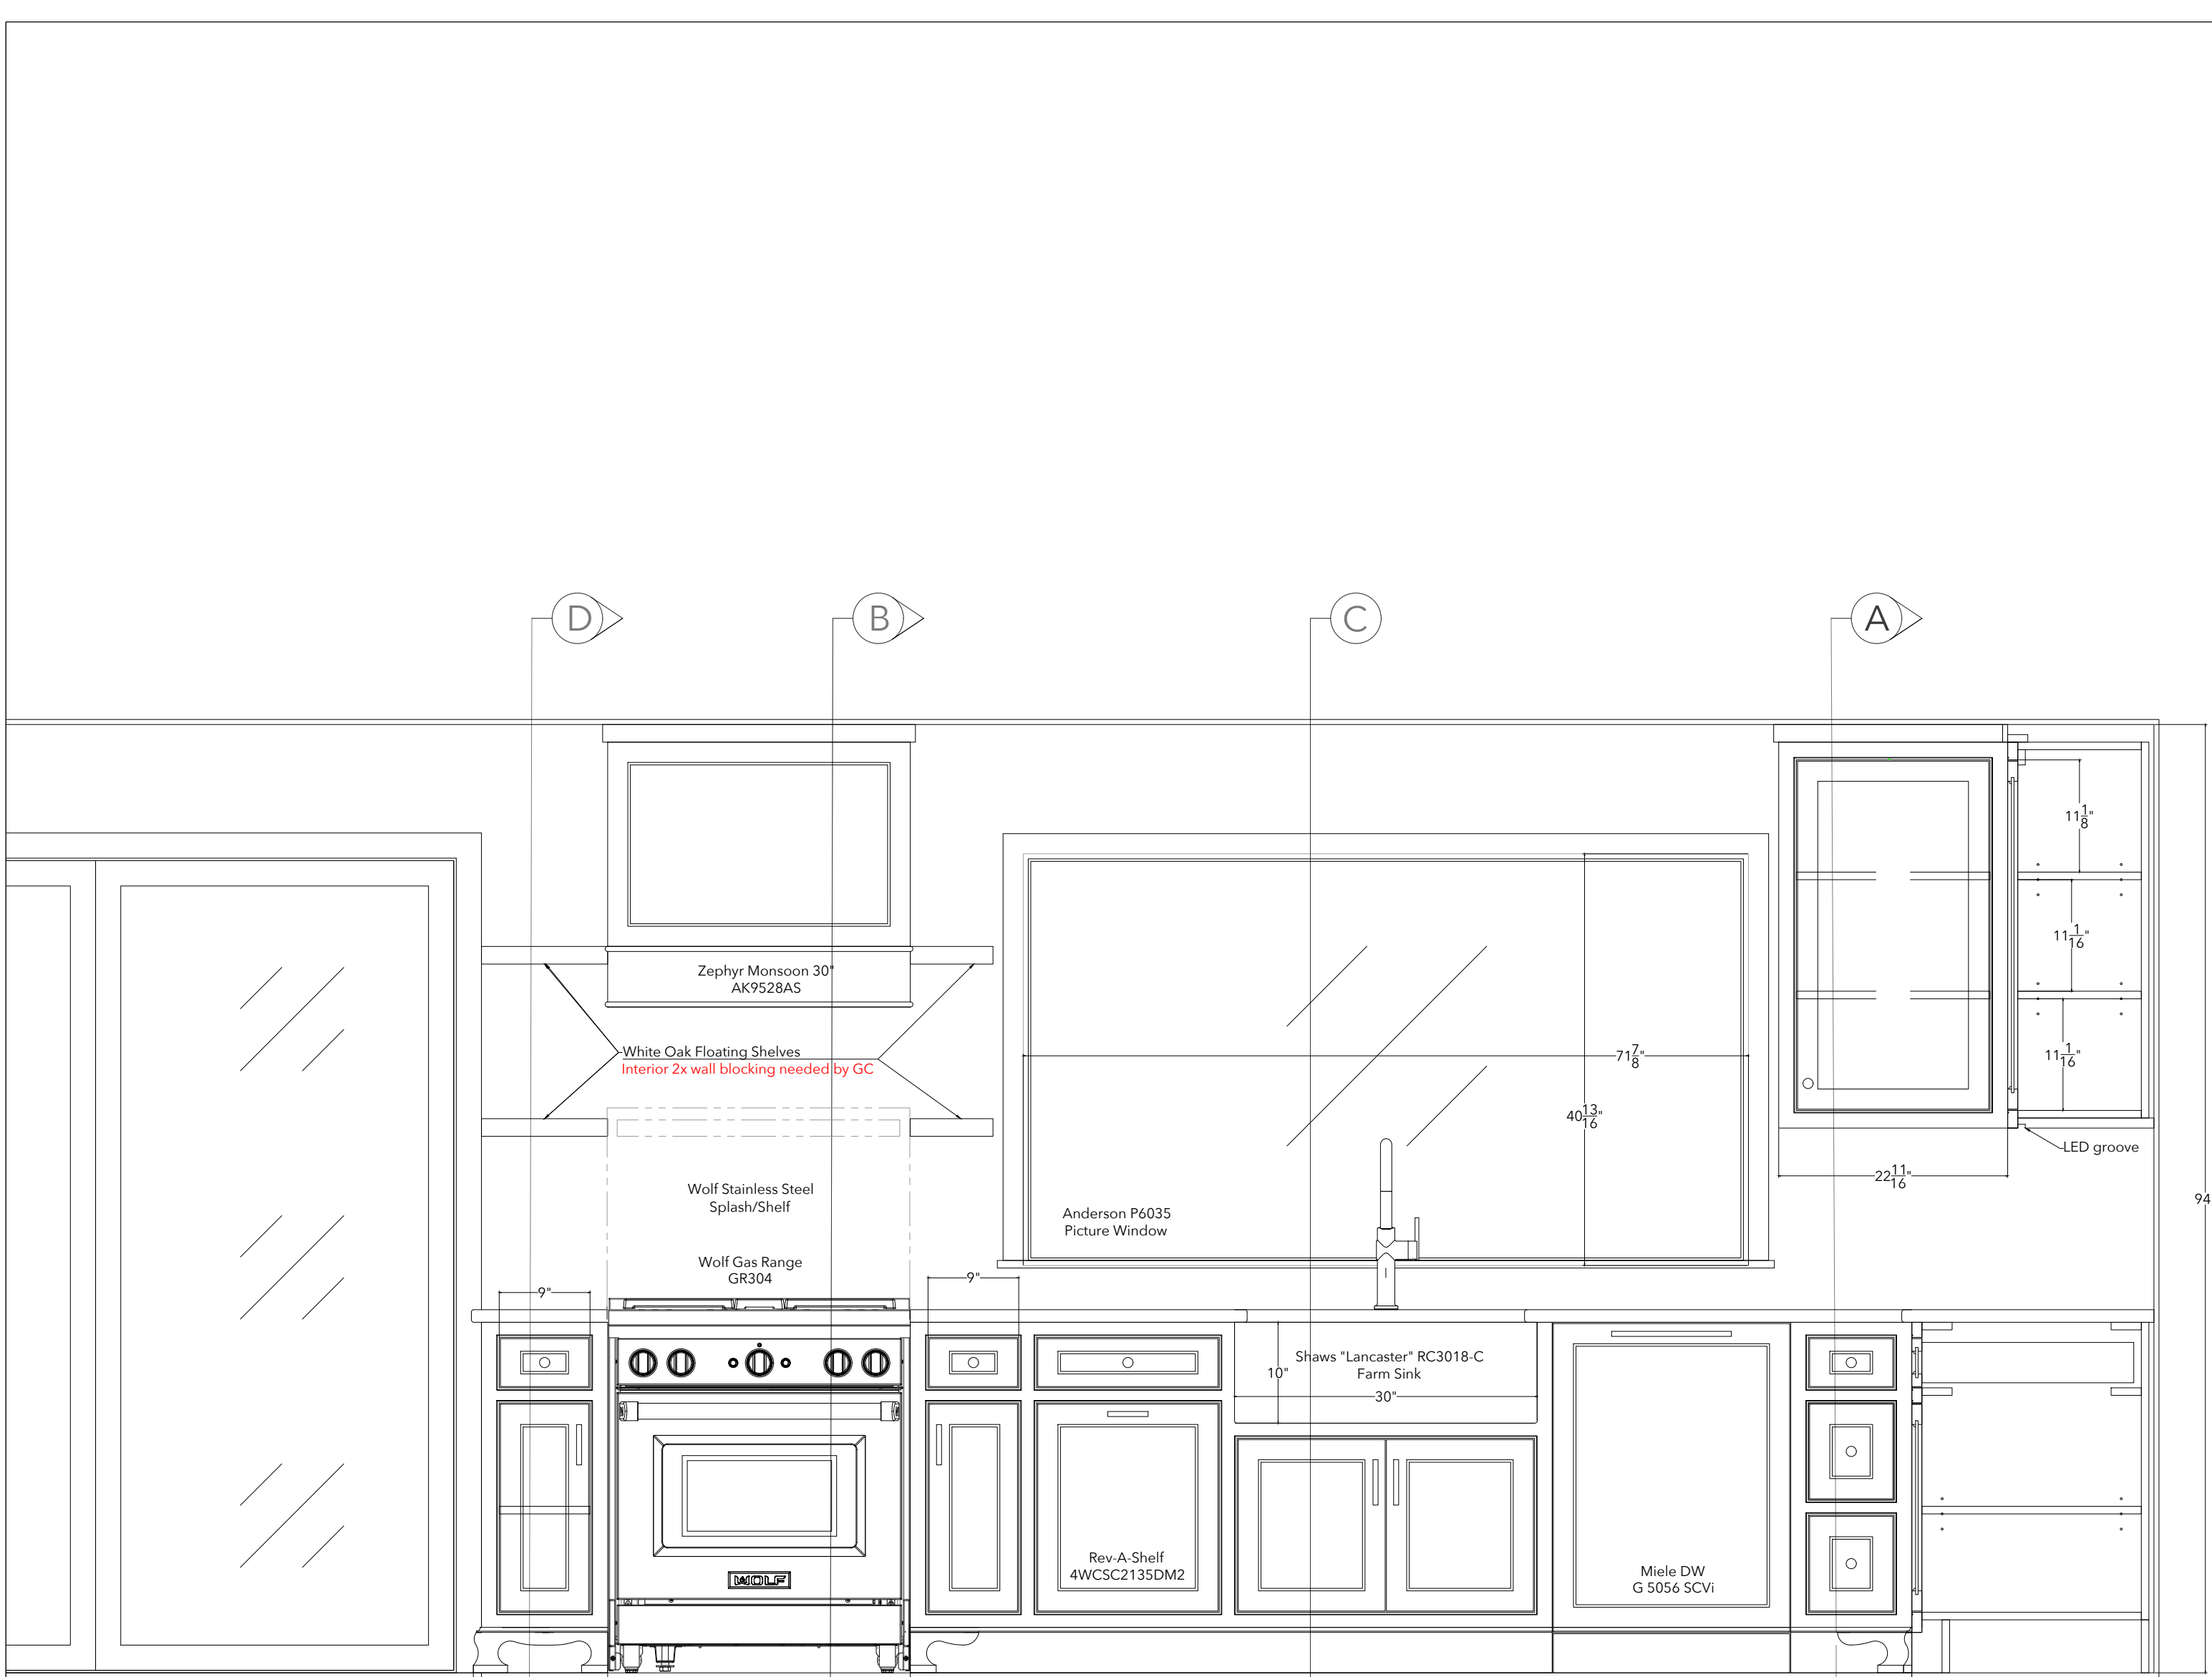 D
B
C
A
11 1/8"
Zephyr Monsoon 30"
AK9528AS
11 1/16"
White Oak Floating Shelves
Interior 2x wall blocking needed by GC
71 7/8"
11 1/16"
40 13/16"
LED groove
22 11/16"
Wolf Stainless Steel
Splash/Shelf
94
Anderson P6035
Picture Window
Wolf Gas Range
GR304
9"
9"
Shaws "Lancaster" RC3018-C
Farm Sink
10"
30"
Rev-A-Shelf
4WCSC2135DM2
Miele DW
G 5056 SCVi
WOLF